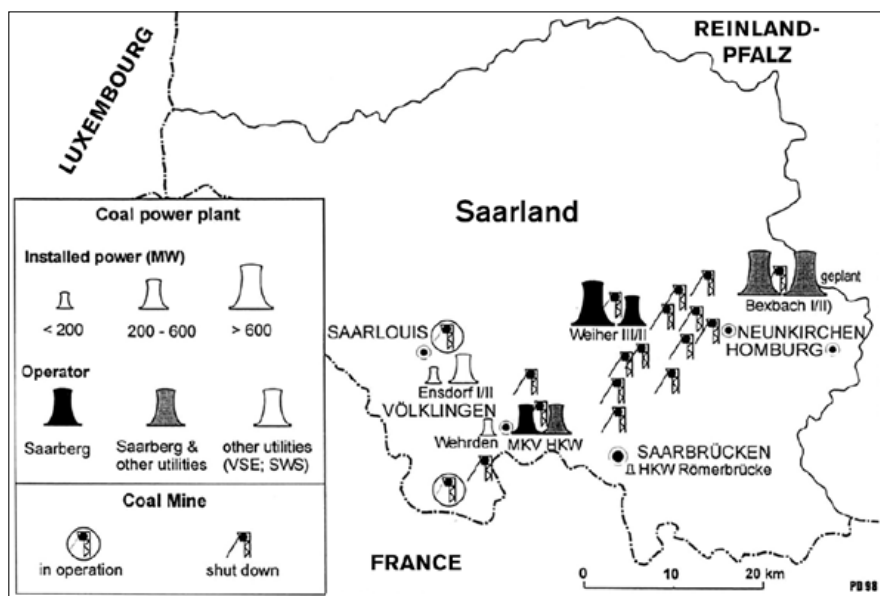 REINLAND-
PFALZ
LUXEMBOURG
Saarland
Coal power plant
Installed power (MW)
< 200
200 - 600
> 600
Operator
Saarberg
Saarberg &
other utilities
other utilities
(VSE; SWS)
Coal Mine
in operation
shut down
geplant
Bexbach I/II)
Weiher III/II
NEUNKIRCHEN
HOMBURG
SAARLOUIS
Ensdorf I/II
VÖLKLINGEN
Wehrden
MKV HKW
SAARBRÜCKEN
HKW Römerbrücke
FRANCE
0 10 20 km
PD 98